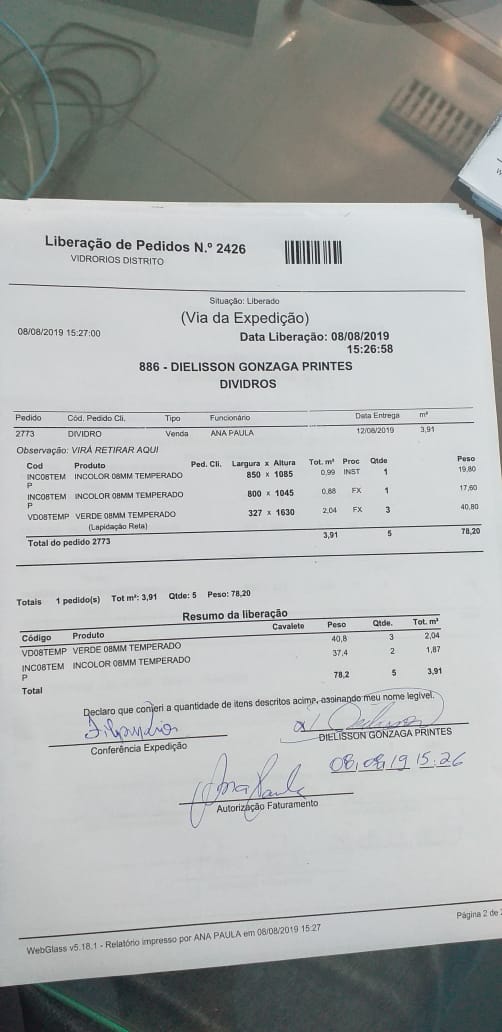 Liberação de Pedidos N.º 2426
VIDRORIOS DISTRITO
Situação: Liberado
(Via da Expedição)
08/08/2019 15:27:00
Data Liberação: 08/08/2019
15:26:58
886 - DIELISSON GONZAGA PRINTES
DIVIDROS
Pedido Cód. Pedido Cli. Tipo Funcionário Data Entrega m²
2773 DIVIDRO Venda ANA PAULA 12/08/2019 3,91
Observação: VIRÁ RETIRAR AQUI
Cod Produto Ped. Cli. Largura x Altura Tot. m² Proc Qtde Peso
INC08TEM INCOLOR 08MM TEMPERADO 850 x 1085 0,99 INST 1 19,80
P
INC08TEM INCOLOR 08MM TEMPERADO 800 x 1045 0,88 FX 1 17,60
P
VD08TEMP VERDE 08MM TEMPERADO 327 x 1630 2,04 FX 3 40,80
(Lapidação Reta)
Total do pedido 2773 3,91 5 78,20
Totais 1 pedido(s) Tot m²: 3,91 Qtde: 5 Peso: 78,20
Resumo da liberação
Código Produto Cavalete Peso Qtde. Tot. m²
VD08TEMP VERDE 08MM TEMPERADO 40,8 3 2,04
INC08TEM INCOLOR 08MM TEMPERADO 37,4 2 1,87
P
Total 78,2 5 3,91
Declaro que conferi a quantidade de itens descritos acima, assinando meu nome legível.
Conferência Expedição
DIELISSON GONZAGA PRINTES
08,08,19 15:26
Ana Paula
Autorização Faturamento
WebGlass v5.18.1 - Relatório impresso por ANA PAULA em 08/08/2019 15:27
Página 2 de